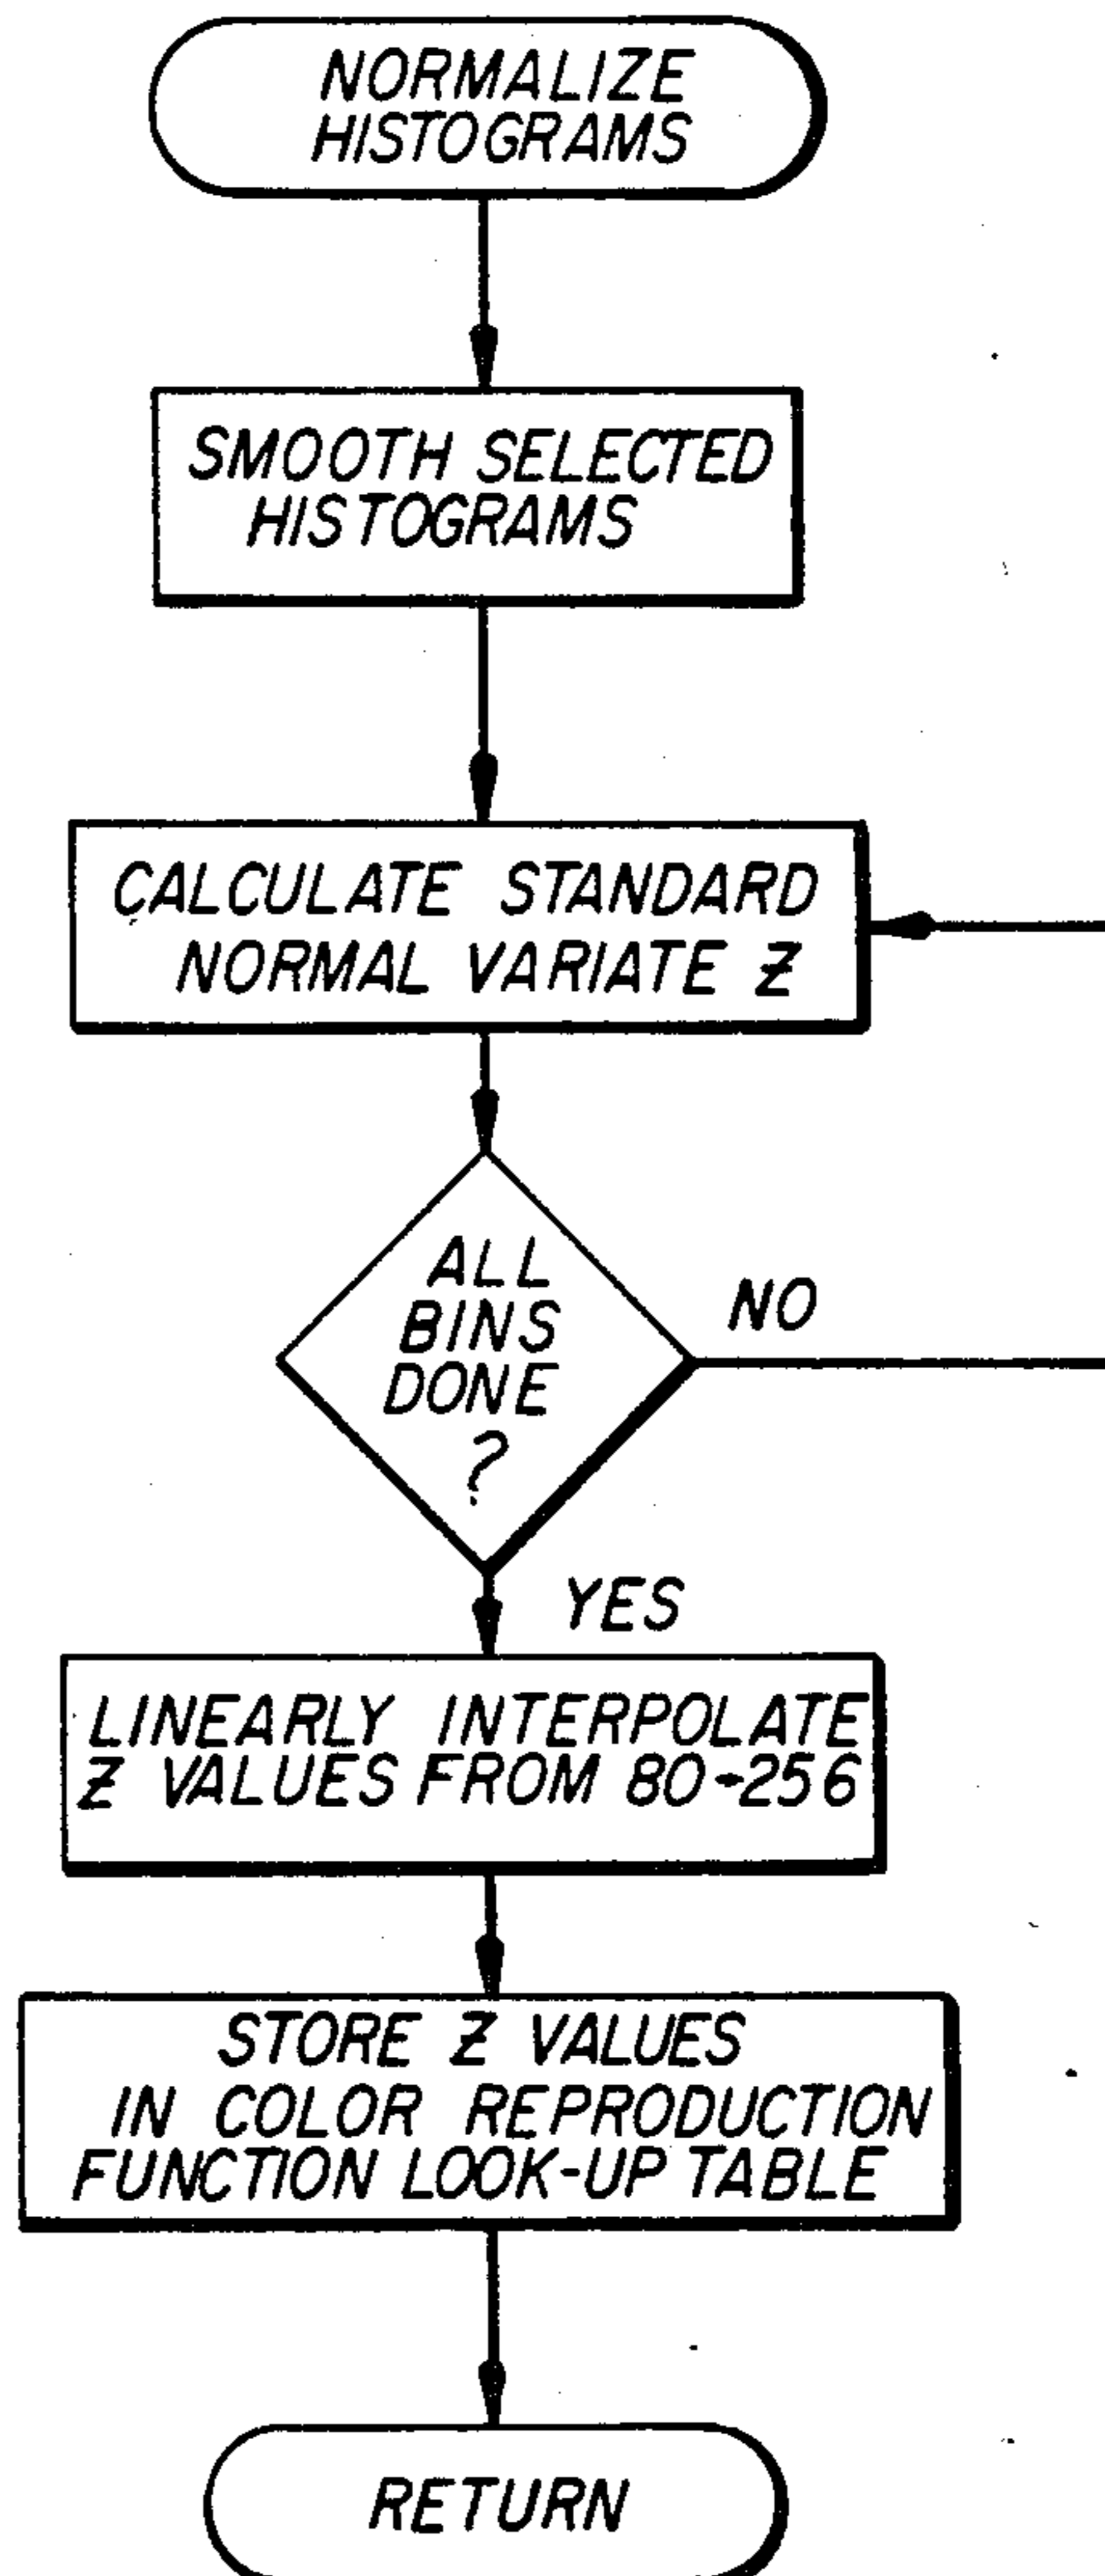 NORMALIZE
HISTOGRAMS
SMOOTH SELECTED
HISTOGRAMS
CALCULATE STANDARD
NORMAL VARIATE Z
ALL
BINS
DONE
?
NO
YES
LINEARLY INTERPOLATE
Z VALUES FROM 80→256
STORE Z VALUES
IN COLOR REPRODUCTION
FUNCTION LOOK-UP TABLE
RETURN